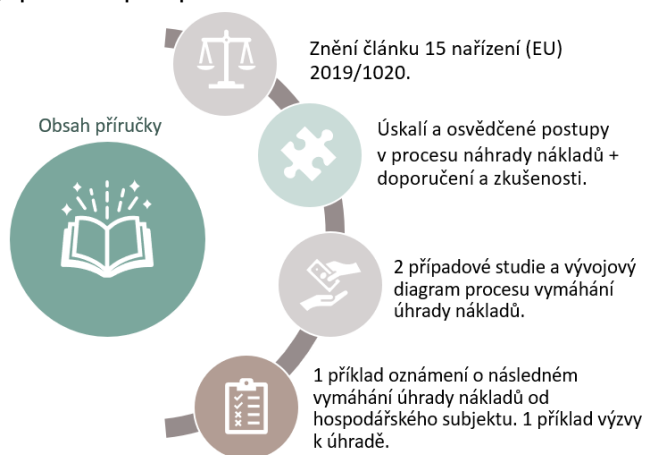 Znění článku 15 nařízení (EU)
2019/1020.
Obsah příručky
Úskalí a osvědčené postupy
v procesu náhrady nákladů +
doporučení a zkušenosti.
2 případové studie a vývojový
diagram procesu vymáhání
úhrady nákladů.
1 příklad oznámení o následném
vymáhání úhrady nákladů od
hospodářského subjektu. 1 příklad výzvy
k úhradě.